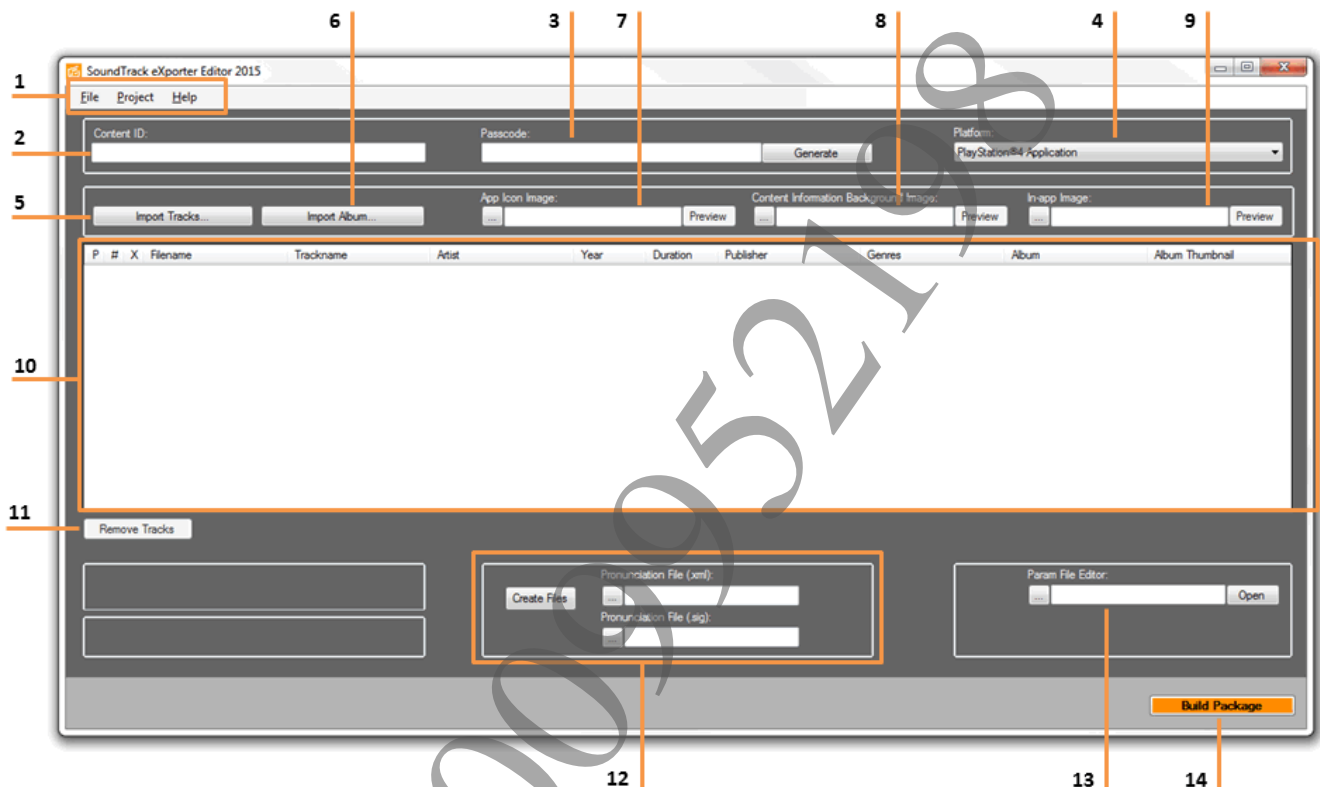 6 3 7 8 4 9
SoundTrack eXporter Editor 2015
1
File Project Help
2
Content ID:
Passcode:
Generate
Platform:
PlayStation®4 Application
5
Import Tracks...
Import Album...
App Icon Image:
...
Preview
Content Information Background Image:
...
Preview
In-app Image:
...
Preview
P # X Filename Trackname Artist Year Duration Publisher Genres Album Album Thumbnail
10
11
Remove Tracks
Create Files
Pronunciation File (.xml):
...
Pronunciation File (.sig):
...
Param File Editor:
...
Open
Build Package
12 13 14